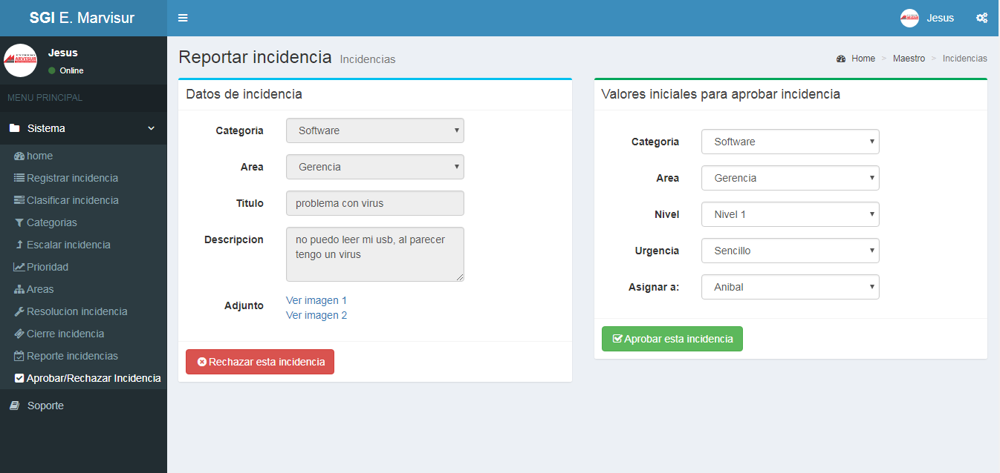 SGI E. Marvisur
Jesus
Jesus
Online
MENU PRINCIPAL
Sistema
home
Registrar incidencia
Clasificar incidencia
Categorias
Escalar incidencia
Prioridad
Areas
Resolucion incidencia
Cierre incidencia
Reporte incidencias
Aprobar/Rechazar Incidencia
Soporte
Reportar incidencia Incidencias
Home > Maestro > Incidencias
Datos de incidencia
Categoria Software
Area Gerencia
Titulo problema con virus
Descripcion no puedo leer mi usb, al parecer
tengo un virus
Adjunto Ver imagen 1
Ver imagen 2
Rechazar esta incidencia
Valores iniciales para aprobar incidencia
Categoria Software
Area Gerencia
Nivel Nivel 1
Urgencia Sencillo
Asignar a: Anibal
Aprobar esta incidencia